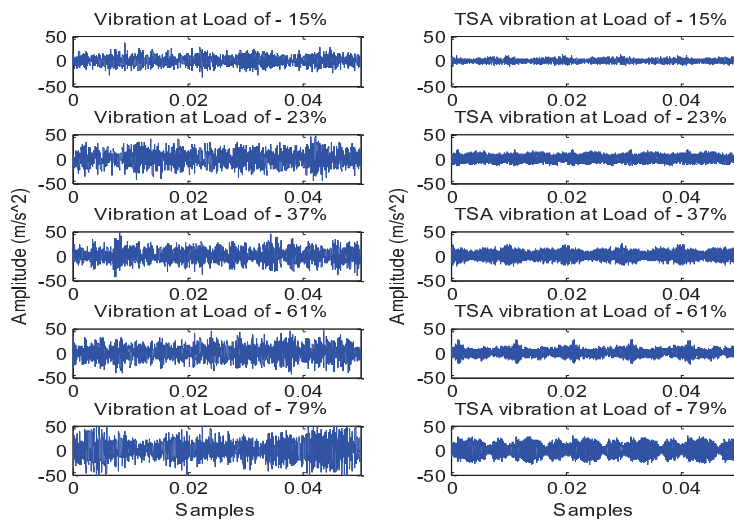 Vibration at Load of - 15%
50
0
-50
0 0.02 0.04
Vibration at Load of - 23%
50
0
-50
0 0.02 0.04
Vibration at Load of - 37%
50
0
-50
0 0.02 0.04
Vibration at Load of - 61%
50
0
-50
0 0.02 0.04
Vibration at Load of - 79%
50
0
-50
0 0.02 0.04
Samples
Amplitude (m/s^2)
TSA vibration at Load of - 15%
50
0
-50
0 0.02 0.04
TSA vibration at Load of - 23%
50
0
-50
0 0.02 0.04
TSA vibration at Load of - 37%
50
0
-50
0 0.02 0.04
TSA vibration at Load of - 61%
50
0
-50
0 0.02 0.04
TSA vibration at Load of - 79%
50
0
-50
0 0.02 0.04
Samples
Amplitude (m/s^2)